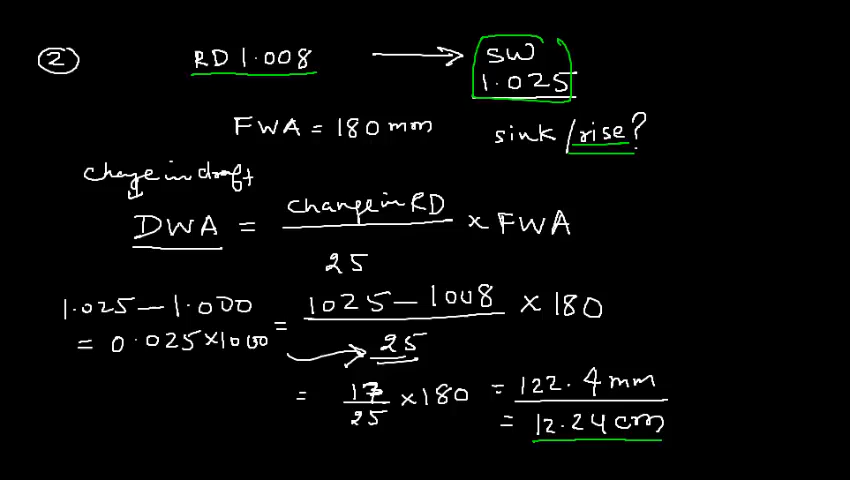 ② RD 1.008 → SW
1.025
FWA = 180 mm sink / rise?
change in draft
DWA = change in RD / 25 × FWA
1.025 – 1.000 = 1025 – 1008 / 25 × 180
= 0.025 × 1000
= 17/25 × 180 = 122.4 mm
= 12.24 cm